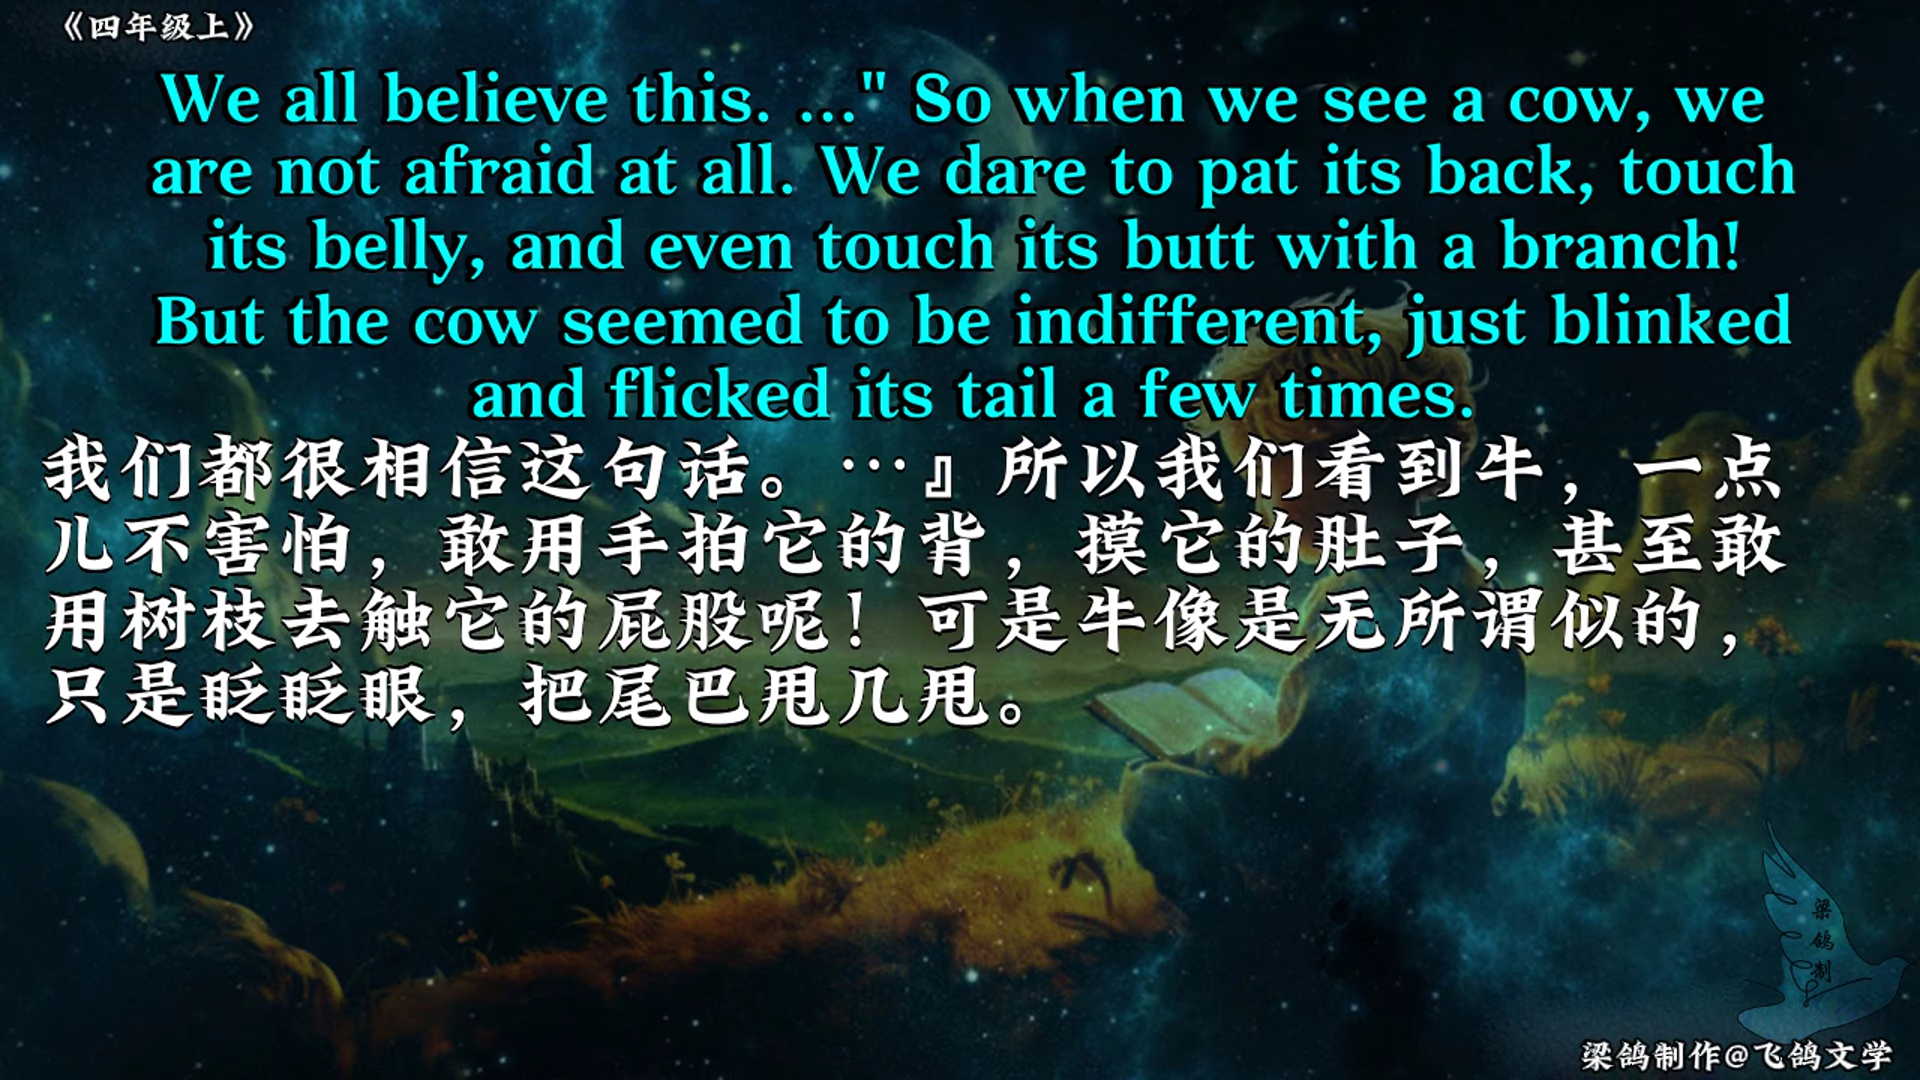 《四年级上》
We all believe this. ..." So when we see a cow, we
are not afraid at all. We dare to pat its back, touch
its belly, and even touch its butt with a branch!
But the cow seemed to be indifferent, just blinked
and flicked its tail a few times.
我们都很相信这句话。…』所以我们看到牛，一点
儿不害怕，敢用手拍它的背，摸它的肚子，甚至敢
用树枝去触它的屁股呢！可是牛像是无所谓似的，
只是眨眨眼，把尾巴甩几甩。
梁
鸽
制
梁鸽制作@飞鸽文学